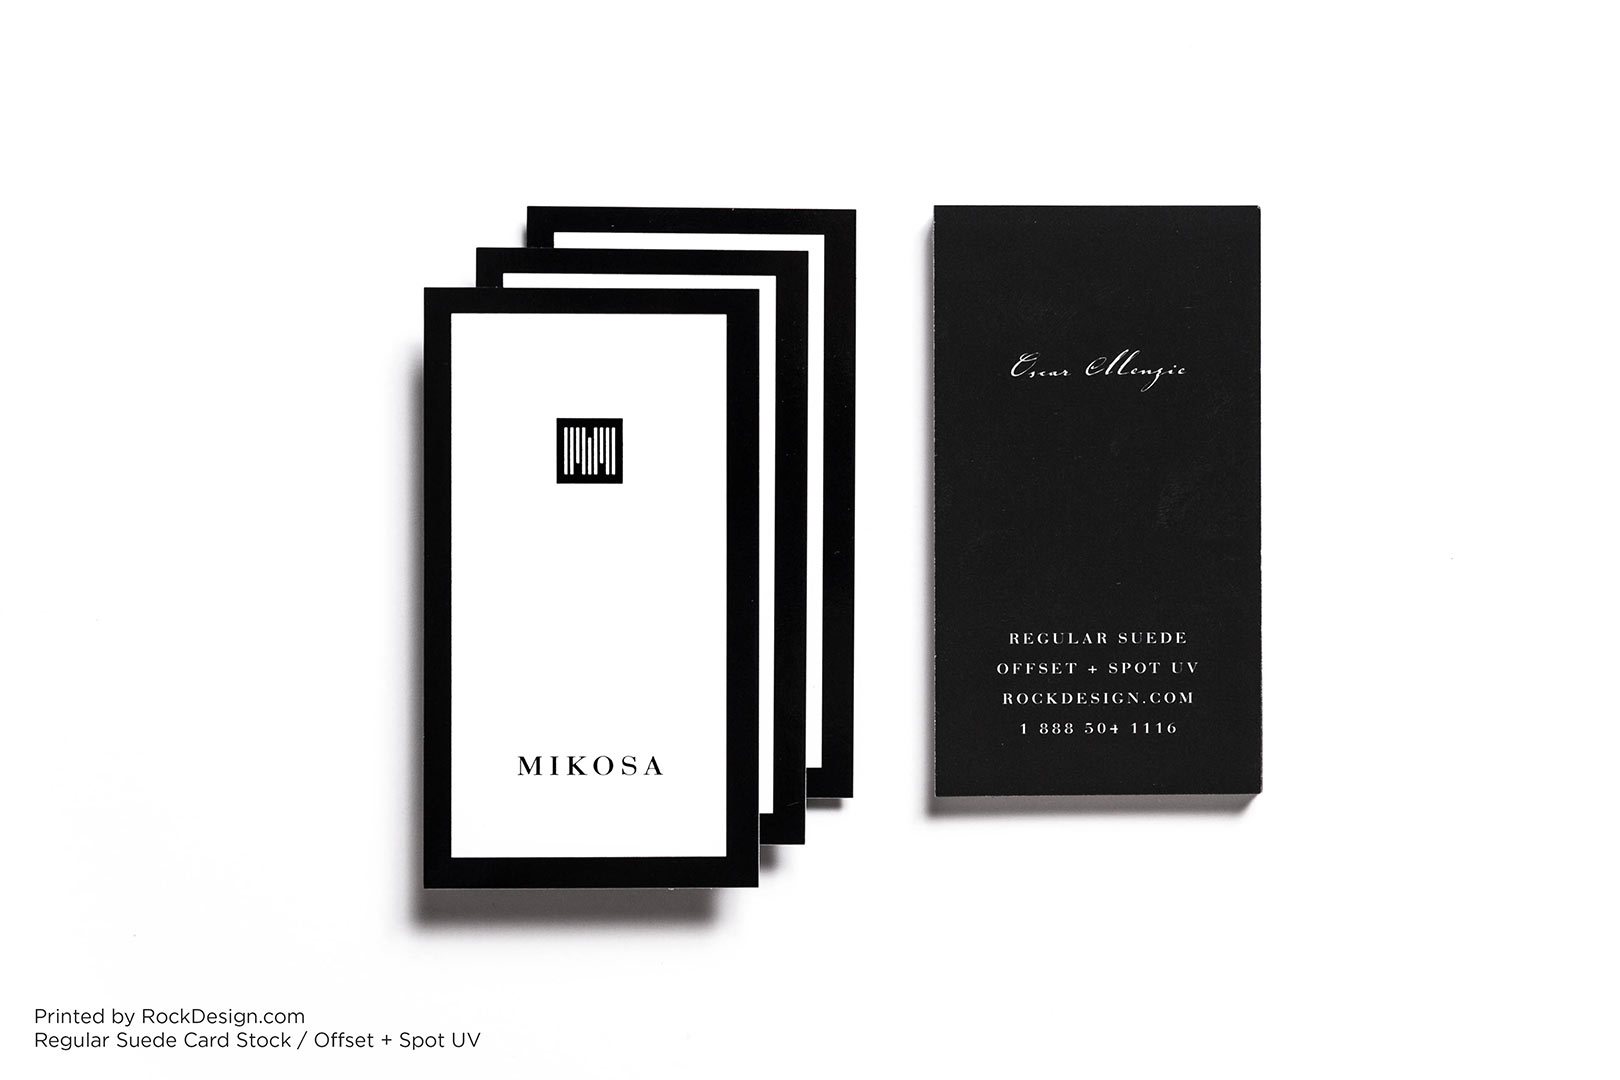 MIKOSA
Oscar Menzie
REGULAR SUEDE
OFFSET + SPOT UV
ROCKDESIGN.COM
1 888 504 1116
Printed by RockDesign.com
Regular Suede Card Stock / Offset + Spot UV